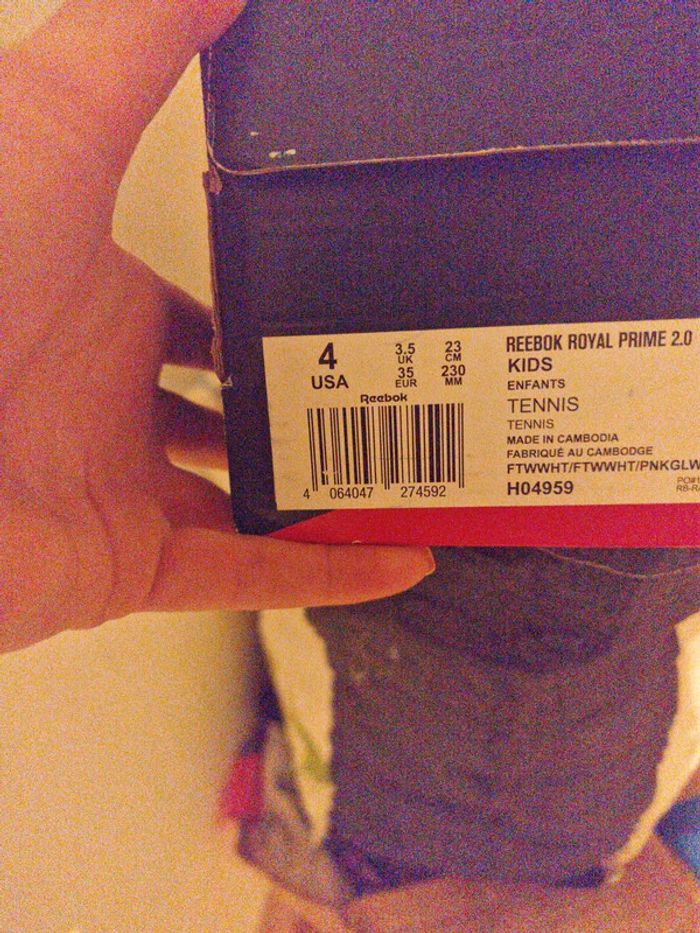 4
USA
3.5
UK
35
EUR
23
CM
230
MM
Reebok
4 064047 274592
REEBOK ROYAL PRIME 2.0
KIDS
ENFANTS
TENNIS
TENNIS
MADE IN CAMBODIA
FABRIQUÉ AU CAMBODGE
FTWWHT/FTWWHT/PNKGLW
H04959